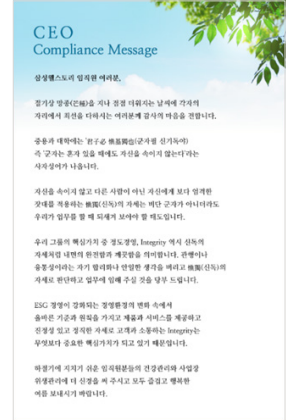 CEO
Compliance Message
삼성웰스토리 임직원 여러분,
절기상 망종(芒種)을 지나 점점 더워지는 날씨에 각자의
자리에서 최선을 다하시는 여러분께 감사의 마음을 전합니다.
중용과 대학에는 '君子必 愼基獨也(군자필 신기독야)
즉 '군자는 혼자 있을 때에도 자신을 속이지 않는다'라는
사자성어가 나옵니다.
자신을 속이지 않고 다른 사람이 아닌 자신에게 보다 엄격한
잣대를 적용하는 愼獨(신독)의 자세는 비단 군자가 아니더라도
우리가 업무를 할 때 되새겨 보아야 할 태도입니다.
우리 그룹의 핵심가치 중 정도경영, Integrity 역시 신독의
자세처럼 내면의 완전함과 깨끗함을 의미합니다. 관행이나
융통성이라는 자기 합리화나 안일한 생각을 버리고 愼獨(신독)의
자세로 판단하고 업무에 임해 주실 것을 당부 드립니다.
ESG 경영이 강화되는 경영환경의 변화 속에서
올바른 기준과 원칙을 가지고 제품과 서비스를 제공하고
진정성 있고 정직한 자세로 고객과 소통하는 Integrity는
무엇보다 중요한 핵심가치가 되고 있기 때문입니다.
하절기에 지치기 쉬운 임직원분들의 건강관리와 사업장
위생관리에 더 신경을 써 주시고 모두 즐겁고 행복한
여름 보내시기 바랍니다.